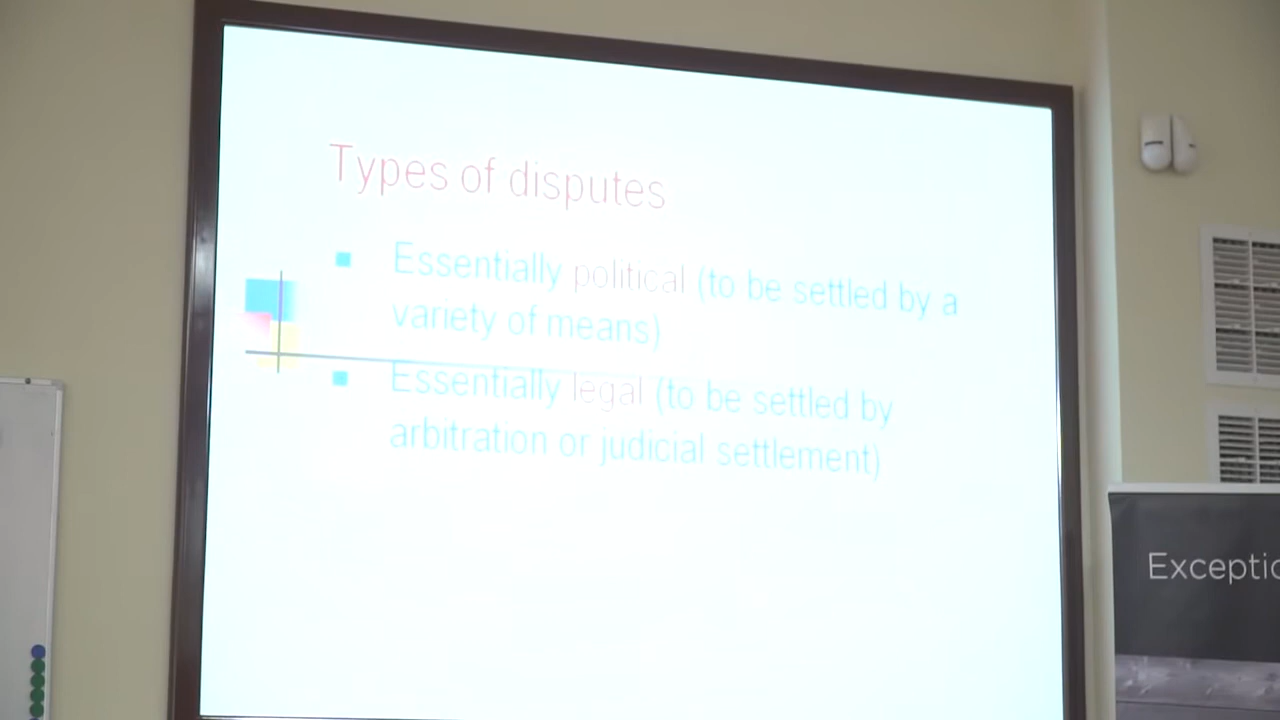 Types of disputes
Essentially political (to be settled by a
variety of means)
Essentially legal (to be settled by
arbitration or judicial settlement)
Exceptio